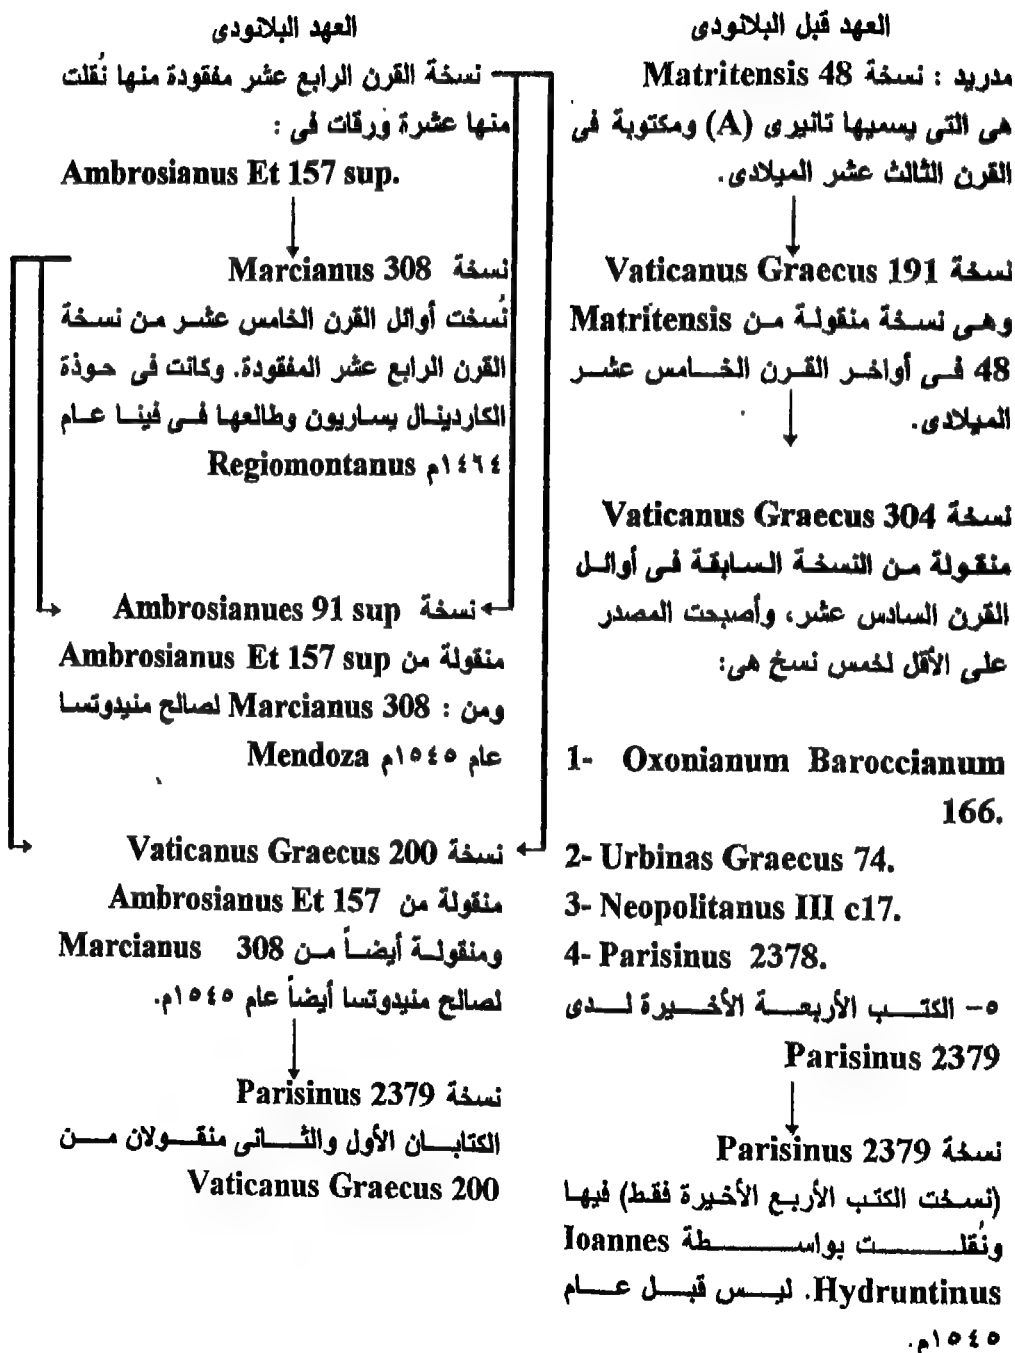 العهد قبل البلانودى
مدريد : نسخة Matritensis 48
هى التى يسميها تانيرى (A) ومكتوبة فى
القرن الثالث عشر الميلادى.
نسخة Vaticanus Graecus 191
وهى نسخة منقولة من Matritensis
48 فى أواخر القرن الخامس عشر
الميلادى.
نسخة Vaticanus Graecus 304
منقولة من النسخة السابقة فى أوائل
القرن السادس عشر، وأصبحت المصدر
على الأقل لخمس نسخ هى:
1- Oxonianum Baroccianum
166.
2- Urbinas Graecus 74.
3- Neopolitanus III c17.
4- Parisinus 2378.
٥- الكتب الأربعة الأخيرة لدى
Parisinus 2379
نسخة Parisinus 2379
(نسخت الكتب الأربع الأخيرة فقط) فيها
ونُقلت بواسطة Ioannes
Hydruntinus. ليس قبل عام
١٥٤٥م.
العهد البلانودى
نسخة القرن الرابع عشر مفقودة منها نُقلت
منها عشرة ورقات فى :
Ambrosianus Et 157 sup.
نسخة Marcianus 308
نُسخت أوائل القرن الخامس عشر من نسخة
القرن الرابع عشر المفقودة. وكانت فى حوذة
الكاردينال بساريون وطالعها فى فينا عام
١٤٦٤م Regiomontanus
نسخة Ambrosianues 91 sup
منقولة من Ambrosianus Et 157 sup
ومن : Marcianus 308 لصالح منيدوتسا
عام ١٥٤٥م Mendoza
نسخة Vaticanus Graecus 200
منقولة من Ambrosianus Et 157
ومنقولة أيضاً من Marcianus 308
لصالح منيدوتسا أيضاً عام ١٥٤٥م.
نسخة Parisinus 2379
الكتابان الأول والثانى منقولان من
Vaticanus Graecus 200